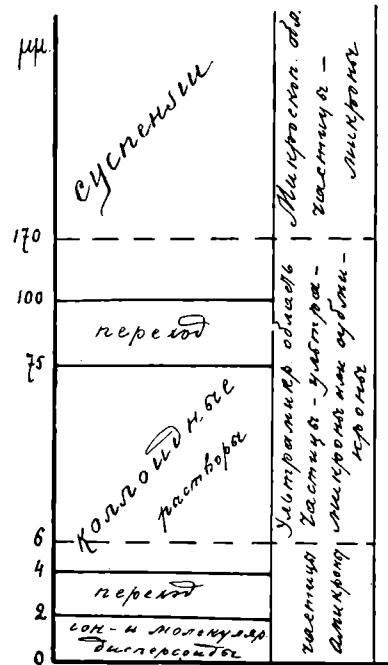 μμ.
суспензии
170
100
переход
75
коллоидные
растворы
6
4
переход
2
ион- и молекуляр.
дисперсоиды
0
Микроскоп. обл.
частицы –
микроны
Ультрамикр. область
частицы – ультра-
микроны или субми-
кроны
частицы
амикроны